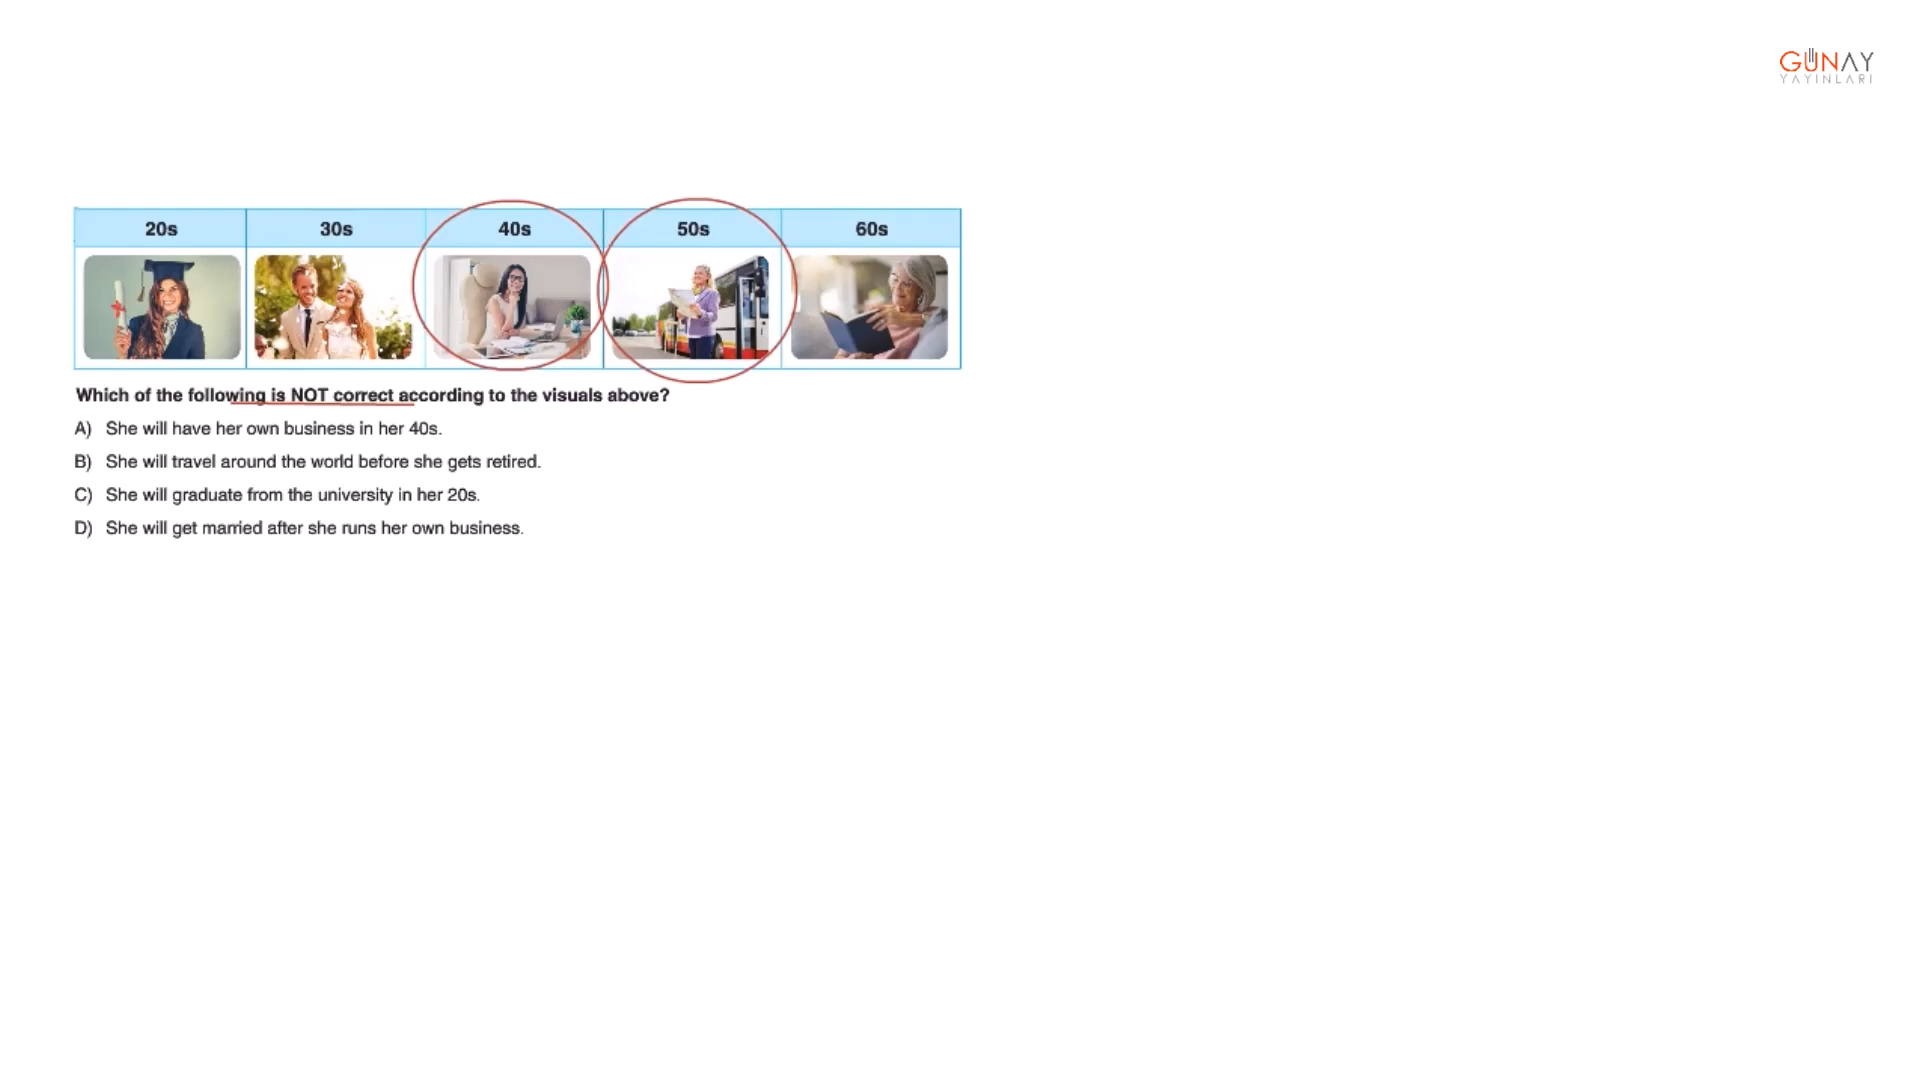 GÜNAY
YAYINLARI
20s 30s 40s 50s 60s
Which of the following is NOT correct according to the visuals above?
A) She will have her own business in her 40s.
B) She will travel around the world before she gets retired.
C) She will graduate from the university in her 20s.
D) She will get married after she runs her own business.